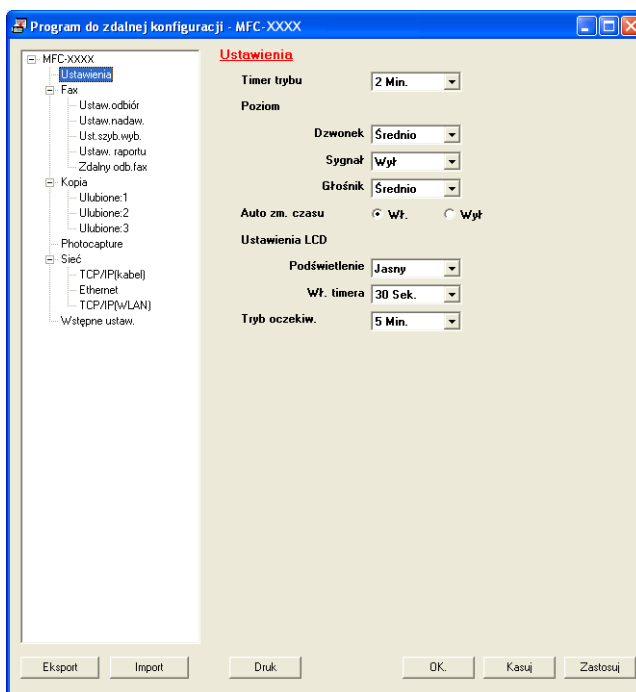 Program do zdalnej konfiguracji - MFC-XXXX
MFC-XXXX
Ustawienia
Fax
Ustaw.odbiór
Ustaw.nadaw.
Ust.szyb.wyb.
Ustaw. raportu
Zdalny odb.fax
Kopia
Ulubione:1
Ulubione:2
Ulubione:3
Photocapture
Sieć
TCP/IP(kabel)
Ethernet
TCP/IP(WLAN)
Wstępne ustaw.
Ustawienia
Timer trybu 2 Min.
Poziom
Dzwonek Średnio
Sygnał Wył
Głośnik Średnio
Auto zm. czasu Wł. Wył
Ustawienia LCD
Podświetlenie Jasny
Wł. timera 30 Sek.
Tryb oczekiw. 5 Min.
Eksport Import Druk OK. Kasuj Zastosuj